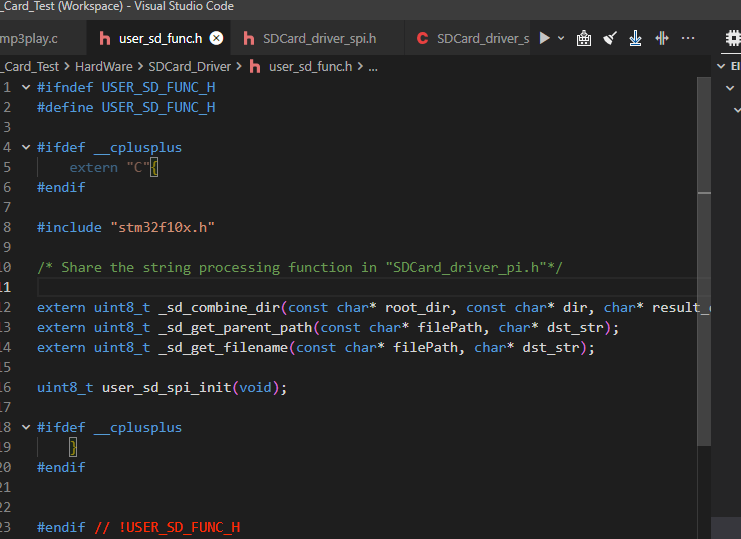 _Card_Test (Workspace) - Visual Studio Code
mp3play.c
h user_sd_func.h
h SDCard_driver_spi.h
C SDCard_driver_s
_Card_Test > HardWare > SDCard_Driver > h user_sd_func.h > ...
EI
1 #ifndef USER_SD_FUNC_H
2 #define USER_SD_FUNC_H
3
4 #ifdef __cplusplus
5 extern "C"{
6 #endif
7
8 #include "stm32f10x.h"
9
10 /* Share the string processing function in "SDCard_driver_pi.h"*/
11
12 extern uint8_t _sd_combine_dir(const char* root_dir, const char* dir, char* result_
13 extern uint8_t _sd_get_parent_path(const char* filePath, char* dst_str);
14 extern uint8_t _sd_get_filename(const char* filePath, char* dst_str);
15
16 uint8_t user_sd_spi_init(void);
17
18 #ifdef __cplusplus
19 }
20 #endif
21
22
23 #endif // !USER_SD_FUNC_H